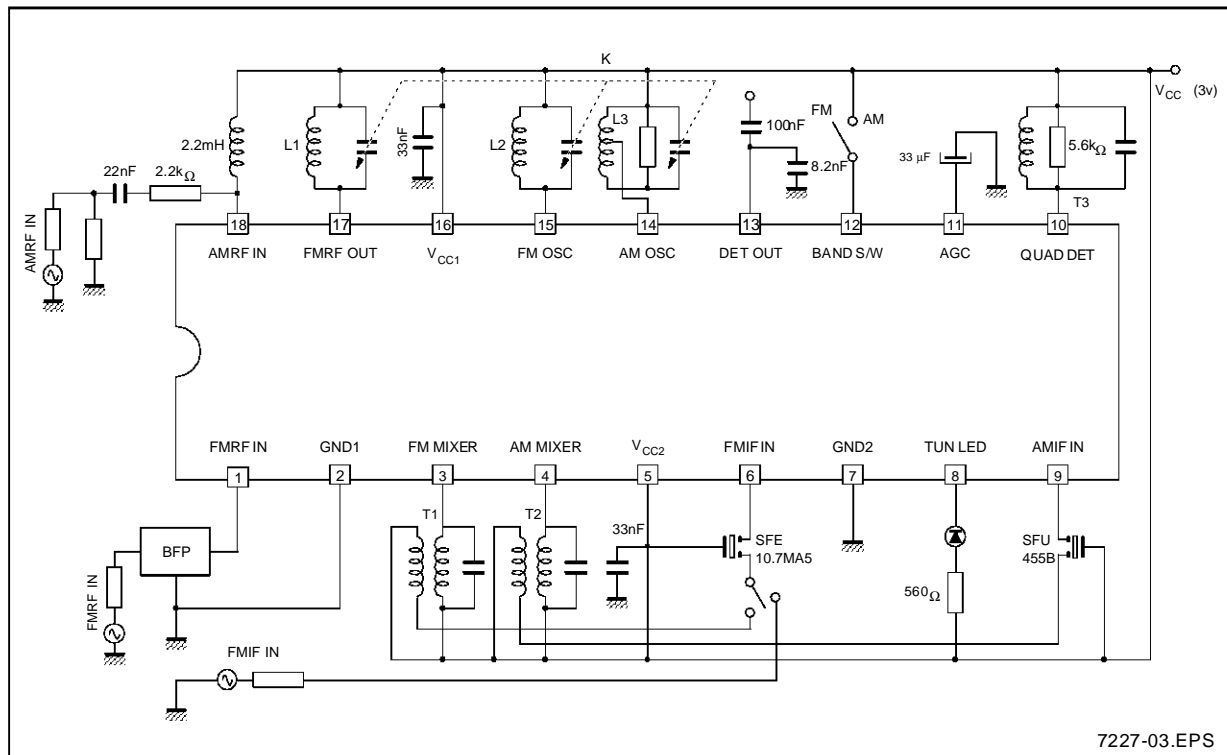 K
V_CC (3v)
2.2mH
L1
33nF
L2
L3
100nF
8.2nF
FM
AM
33 µF
5.6kΩ
T3
22nF
2.2kΩ
AMRF IN
18
17
16
15
14
13
12
11
10
AMRF IN
FMRF OUT
V_CC1
FM OSC
AM OSC
DET OUT
BAND S/W
AGC
QUAD DET
FMRF IN
GND1
FM MIXER
AM MIXER
V_CC2
FMIF IN
GND2
TUN LED
AMIF IN
1
2
3
4
5
6
7
8
9
BFP
FMRF IN
T1
T2
33nF
SFE
10.7MA5
560Ω
SFU
455B
FMIF IN
7227-03.EPS